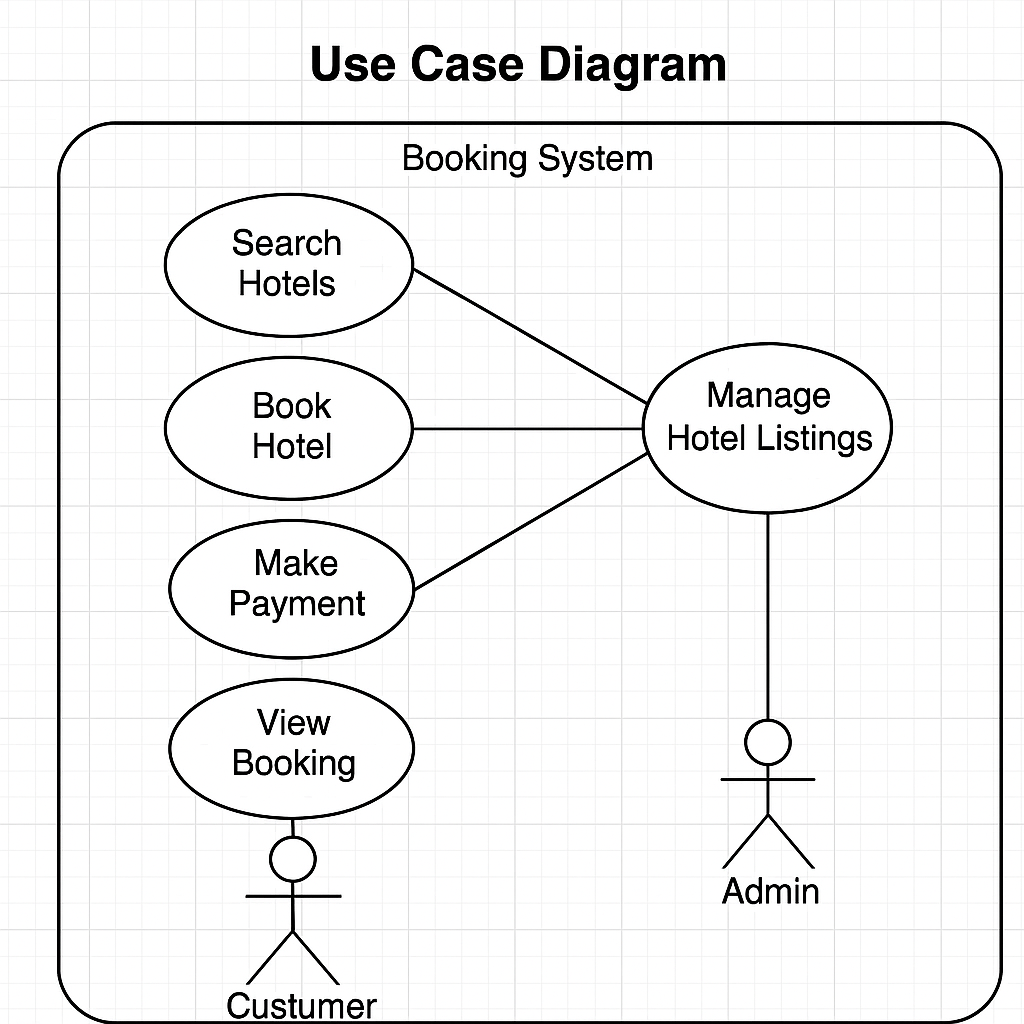 Use Case Diagram
Booking System
Search
Hotels
Book
Hotel
Make
Payment
View
Booking
Manage
Hotel Listings
Admin
Custumer